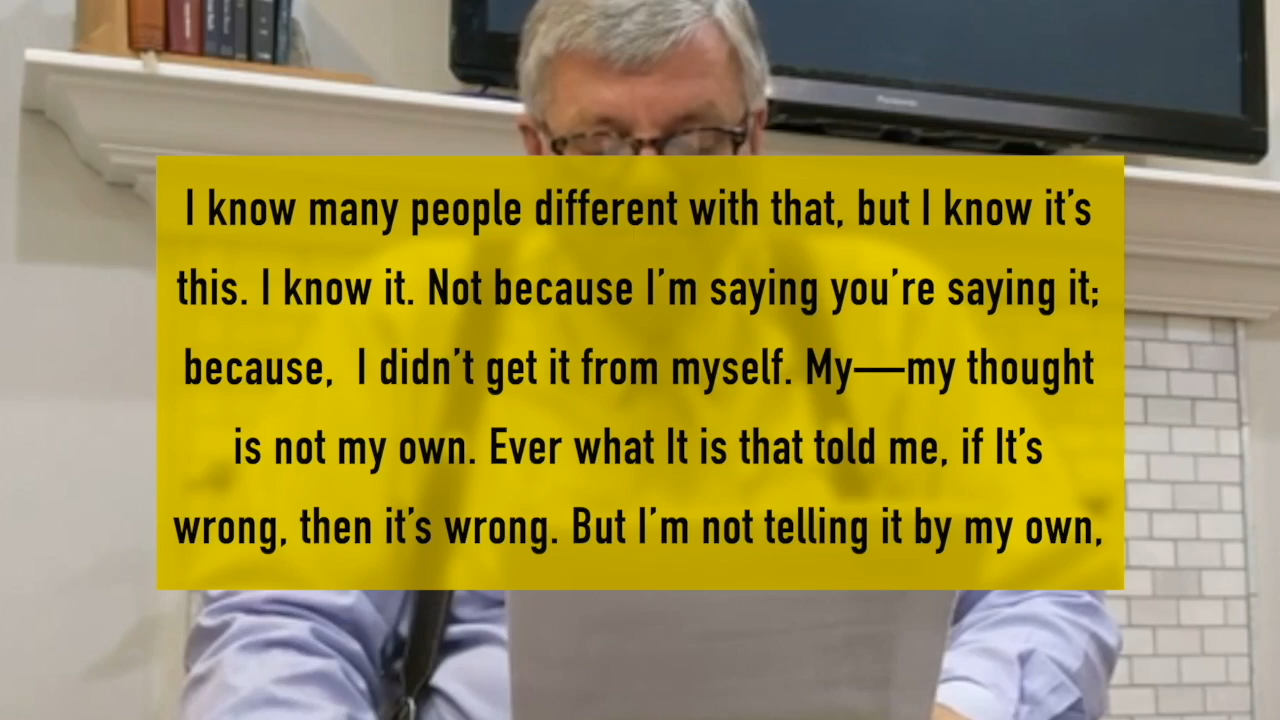 Panasonic
I know many people different with that, but I know it's
this. I know it. Not because I'm saying you're saying it;
because,  I didn't get it from myself. My—my thought
is not my own. Ever what It is that told me, if It's
wrong, then it's wrong. But I'm not telling it by my own,